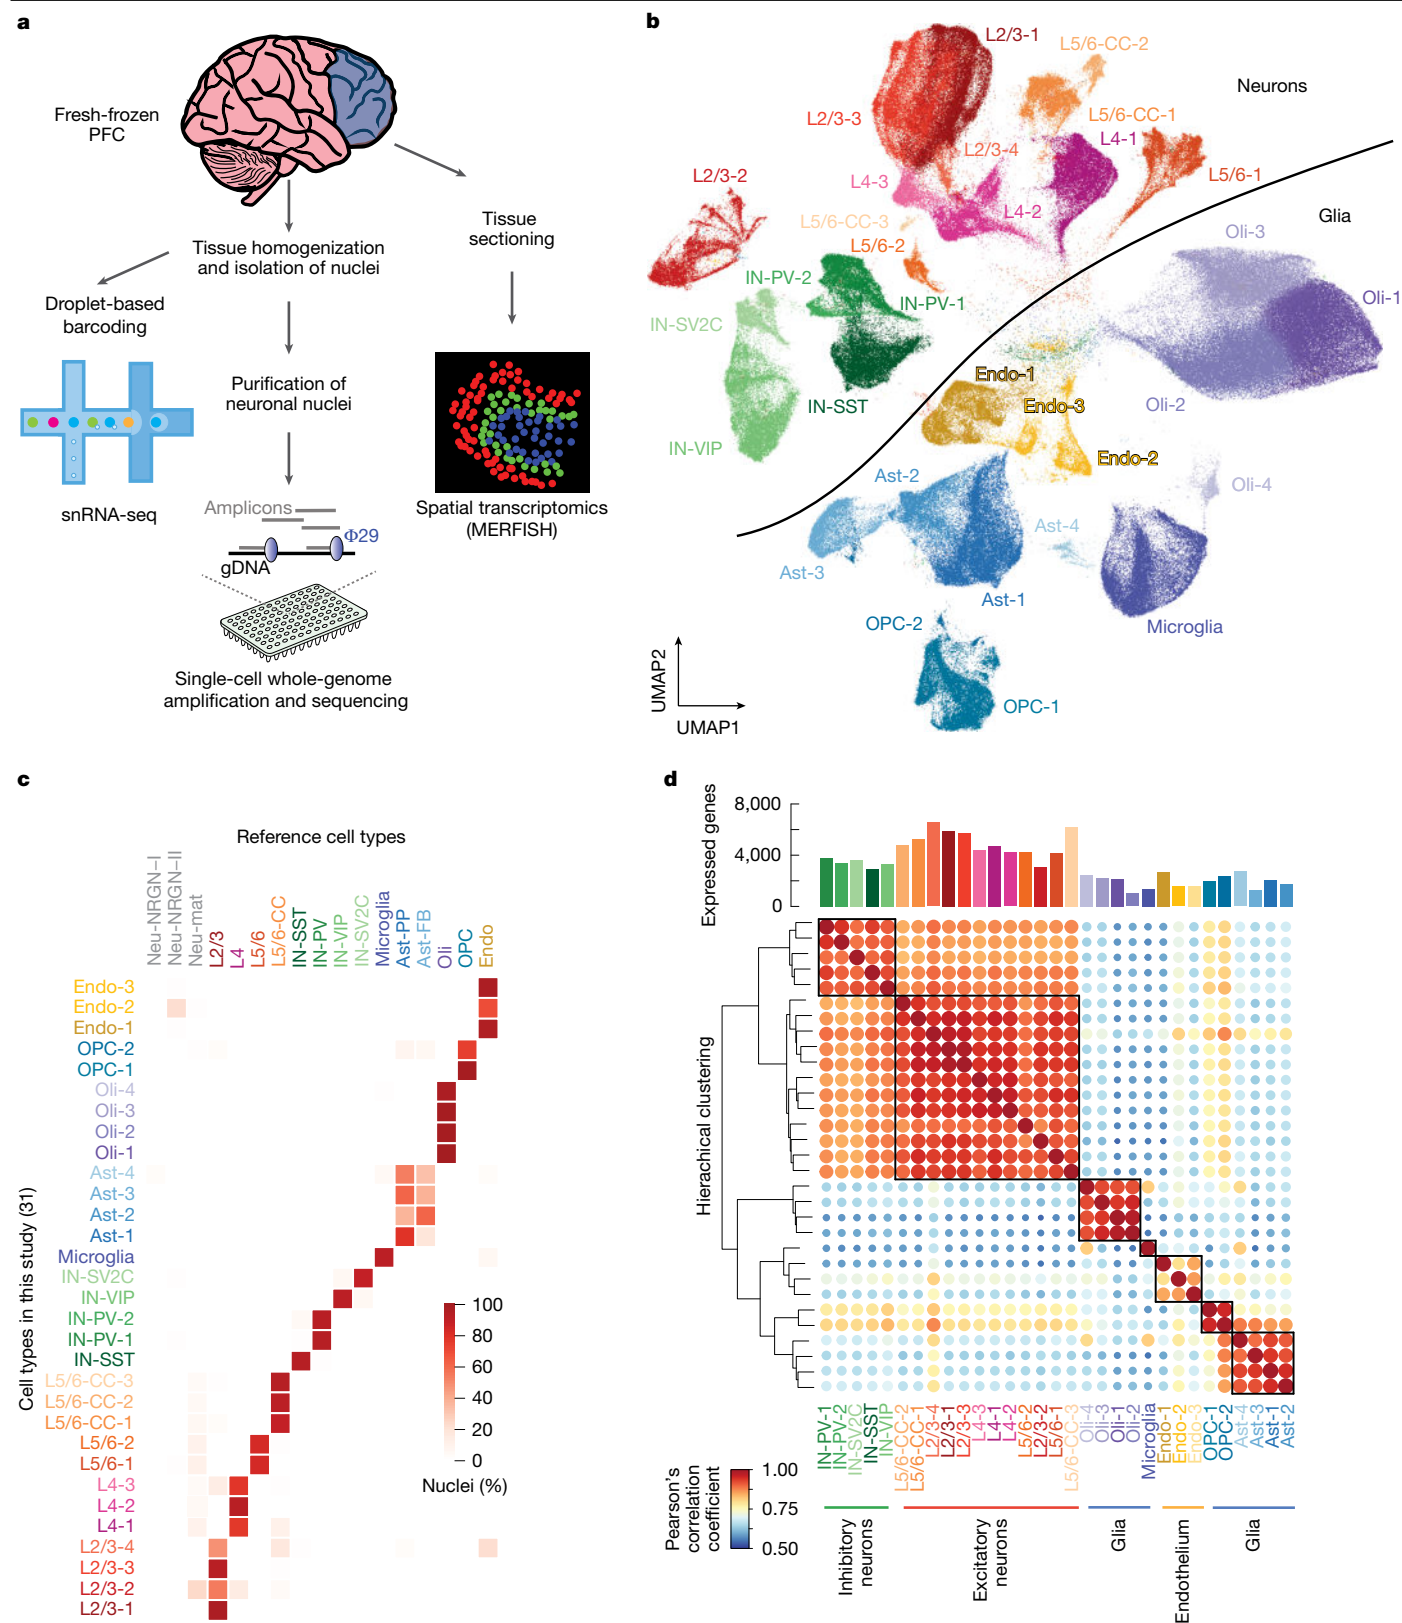 a
Fresh-frozen
PFC
Tissue homogenization
and isolation of nuclei
Tissue
sectioning
Droplet-based
barcoding
snRNA-seq
Purification of
neuronal nuclei
Amplicons
Φ29
gDNA
Single-cell whole-genome
amplification and sequencing
Spatial transcriptomics
(MERFISH)
b
L2/3-1
L5/6-CC-2
Neurons
L2/3-3
L5/6-CC-1
L4-1
L2/3-4
L2/3-2
L4-3
L5/6-1
L4-2
L5/6-CC-3
Glia
L5/6-2
Oli-3
IN-PV-2
IN-PV-1
Oli-1
IN-SV2C
Endo-1
IN-SST
Endo-3
Oli-2
IN-VIP
Endo-2
Ast-2
Oli-4
Ast-4
Ast-3
Ast-1
OPC-2
Microglia
OPC-1
UMAP2
UMAP1
c
Reference cell types
Neu-NRGN–I
Neu-NRGN–II
Neu-mat
L2/3
L4
L5/6
L5/6-CC
IN-SST
IN-PV
IN-VIP
IN-SV2C
Microglia
Ast-PP
Ast-FB
Oli
OPC
Endo
Cell types in this study (31)
Endo-3
Endo-2
Endo-1
OPC-2
OPC-1
Oli-4
Oli-3
Oli-2
Oli-1
Ast-4
Ast-3
Ast-2
Ast-1
Microglia
IN-SV2C
IN-VIP
IN-PV-2
IN-PV-1
IN-SST
L5/6-CC-3
L5/6-CC-2
L5/6-CC-1
L5/6-2
L5/6-1
L4-3
L4-2
L4-1
L2/3-4
L2/3-3
L2/3-2
L2/3-1
100
80
60
40
20
0
Nuclei (%)
d
Expressed genes
8,000
4,000
0
Hierachical clustering
IN-PV-1
IN-PV-2
IN-SV2C
IN-SST
IN-VIP
L5/6-CC-2
L5/6-CC-1
L2/3-4
L2/3-1
L2/3-3
L4-3
L4-1
L4-2
L5/6-2
L2/3-2
L5/6-1
L5/6-CC-3
Oli-4
Oli-3
Oli-1
Oli-2
Microglia
Endo-1
Endo-2
Endo-3
OPC-1
OPC-2
Ast-4
Ast-3
Ast-1
Ast-2
Pearson's
correlation
coefficient
1.00
0.75
0.50
Inhibitory
neurons
Excitatory
neurons
Glia
Endothelium
Glia